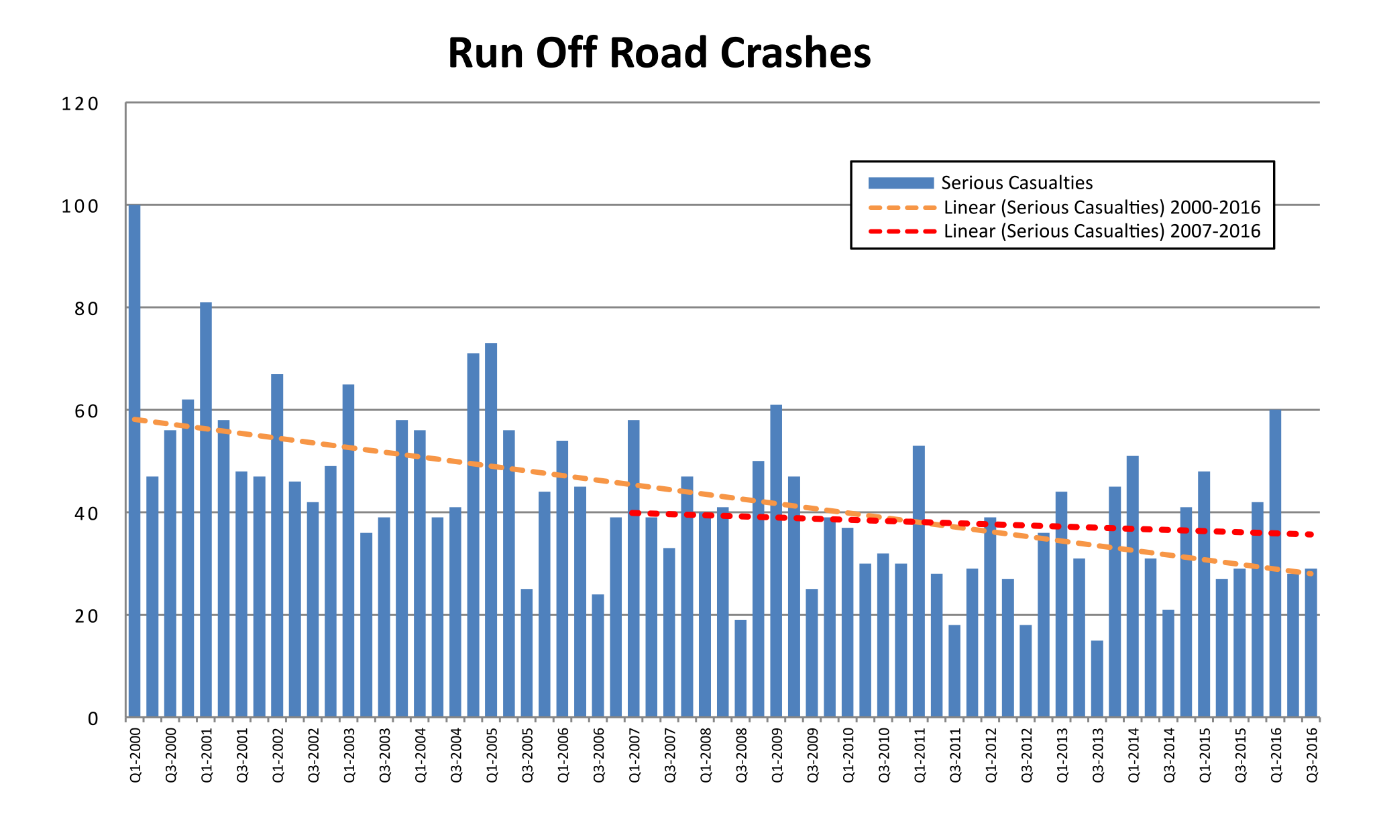 Run Off Road Crashes
120
100
80
60
40
20
0
Serious Casualties
Linear (Serious Casualties) 2000-2016
Linear (Serious Casualties) 2007-2016
Q1-2000
Q3-2000
Q1-2001
Q3-2001
Q1-2002
Q3-2002
Q1-2003
Q3-2003
Q1-2004
Q3-2004
Q1-2005
Q3-2005
Q1-2006
Q3-2006
Q1-2007
Q3-2007
Q1-2008
Q3-2008
Q1-2009
Q3-2009
Q1-2010
Q3-2010
Q1-2011
Q3-2011
Q1-2012
Q3-2012
Q1-2013
Q3-2013
Q1-2014
Q3-2014
Q1-2015
Q3-2015
Q1-2016
Q3-2016